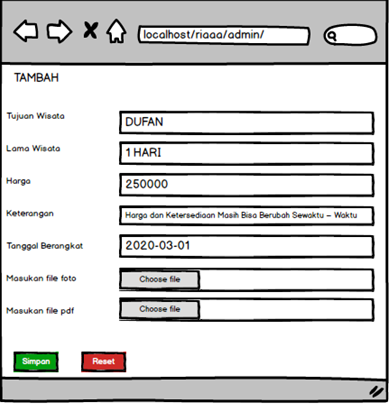 localhost/riaaa/admin/
TAMBAH
Tujuan Wisata
DUFAN
Lama Wisata
1 HARI
Harga
250000
Keterangan
Harga dan Ketersediaan Masih Bisa Berubah Sewaktu – Waktu
Tanggal Berangkat
2020-03-01
Masukan file foto
Choose file
Masukan file pdf
Choose file
Simpan
Reset